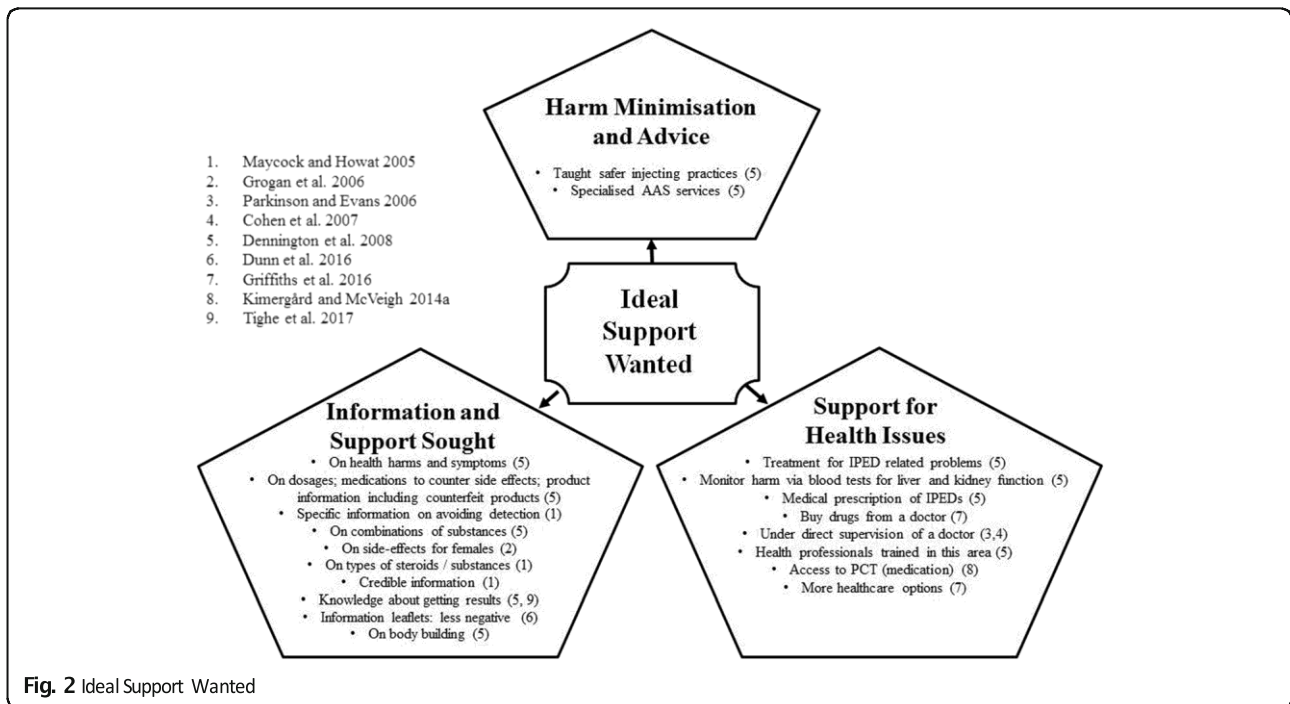 Harm Minimisation
and Advice
• Taught safer injecting practices (5)
• Specialised AAS services (5)
1. Maycock and Howat 2005
2. Grogan et al. 2006
3. Parkinson and Evans 2006
4. Cohen et al. 2007
5. Dennington et al. 2008
6. Dunn et al. 2016
7. Griffiths et al. 2016
8. Kimergård and McVeigh 2014a
9. Tighe et al. 2017
Ideal
Support
Wanted
Information and
Support Sought
• On health harms and symptoms (5)
• On dosages; medications to counter side effects; product
information including counterfeit products (5)
• Specific information on avoiding detection (1)
• On combinations of substances (5)
• On side-effects for females (2)
• On types of steroids / substances (1)
• Credible information (1)
• Knowledge about getting results (5, 9)
• Information leaflets: less negative (6)
• On body building (5)
Support for
Health Issues
• Treatment for IPED related problems (5)
• Monitor harm via blood tests for liver and kidney function (5)
• Medical prescription of IPEDs (5)
• Buy drugs from a doctor (7)
• Under direct supervision of a doctor (3,4)
• Health professionals trained in this area (5)
• Access to PCT (medication) (8)
• More healthcare options (7)
Fig. 2 Ideal Support Wanted